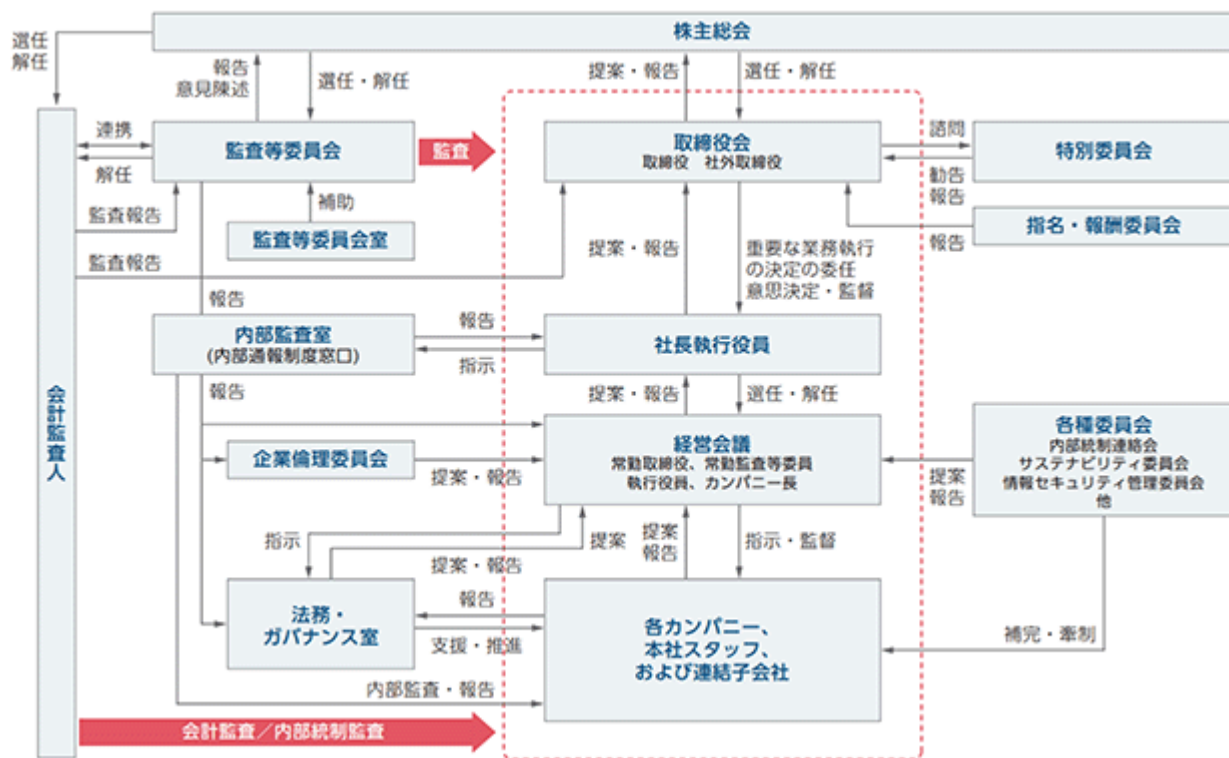 株主総会
選任
解任
報告
意見陳述
選任・解任
提案・報告
選任・解任
連携
解任
監査等委員会
監査
取締役会
取締役 社外取締役
諮問
勧告
報告
特別委員会
補助
監査報告
監査等委員会室
監査報告
提案・報告
重要な業務執行
の決定の委任
意思決定・監督
報告
指名・報酬委員会
報告
内部監査室
(内部通報制度窓口)
報告
指示
社長執行役員
報告
提案・報告
選任・解任
会計監査人
企業倫理委員会
提案・報告
経営会議
常勤取締役、常勤監査等委員
執行役員、カンパニー長
提案
報告
各種委員会
内部統制連絡会
サステナビリティ委員会
情報セキュリティ管理委員会
他
指示
提案・報告
提案
提案
報告
指示・監督
法務・
ガバナンス室
報告
支援・推進
各カンパニー、
本社スタッフ、
および連結子会社
補完・牽制
内部監査・報告
会計監査／内部統制監査